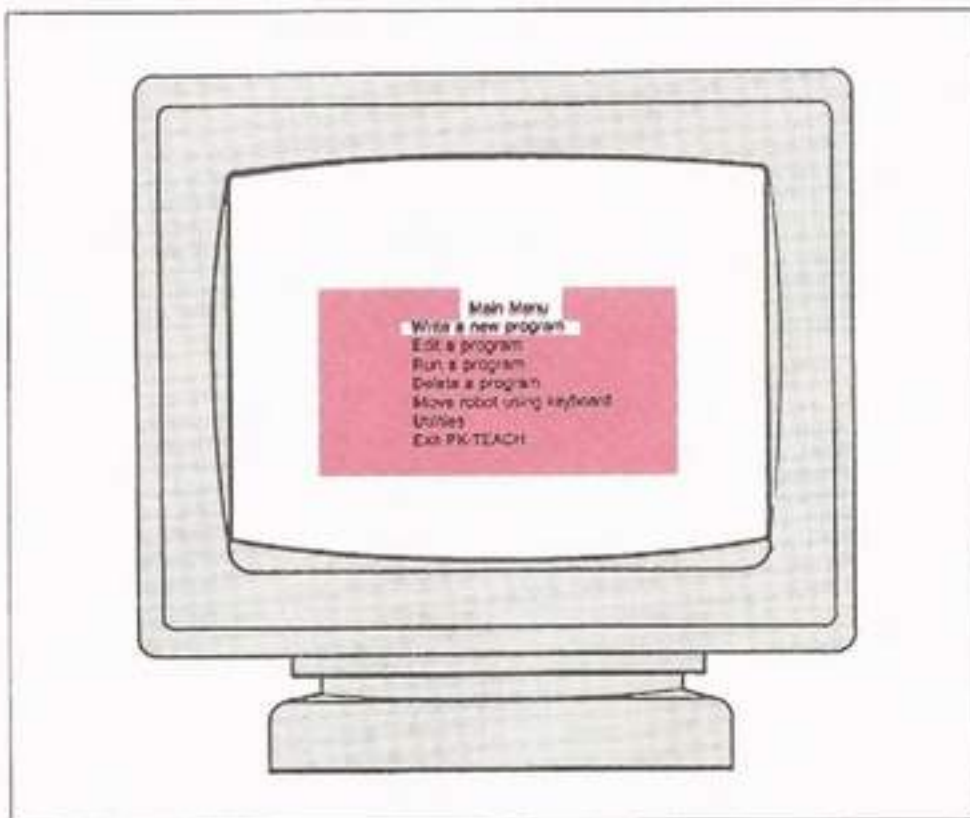 Main Menu
Write a new program
Edit a program
Run a program
Delete a program
Move robot using keyboard
Utilities
Exit PK-TEACH